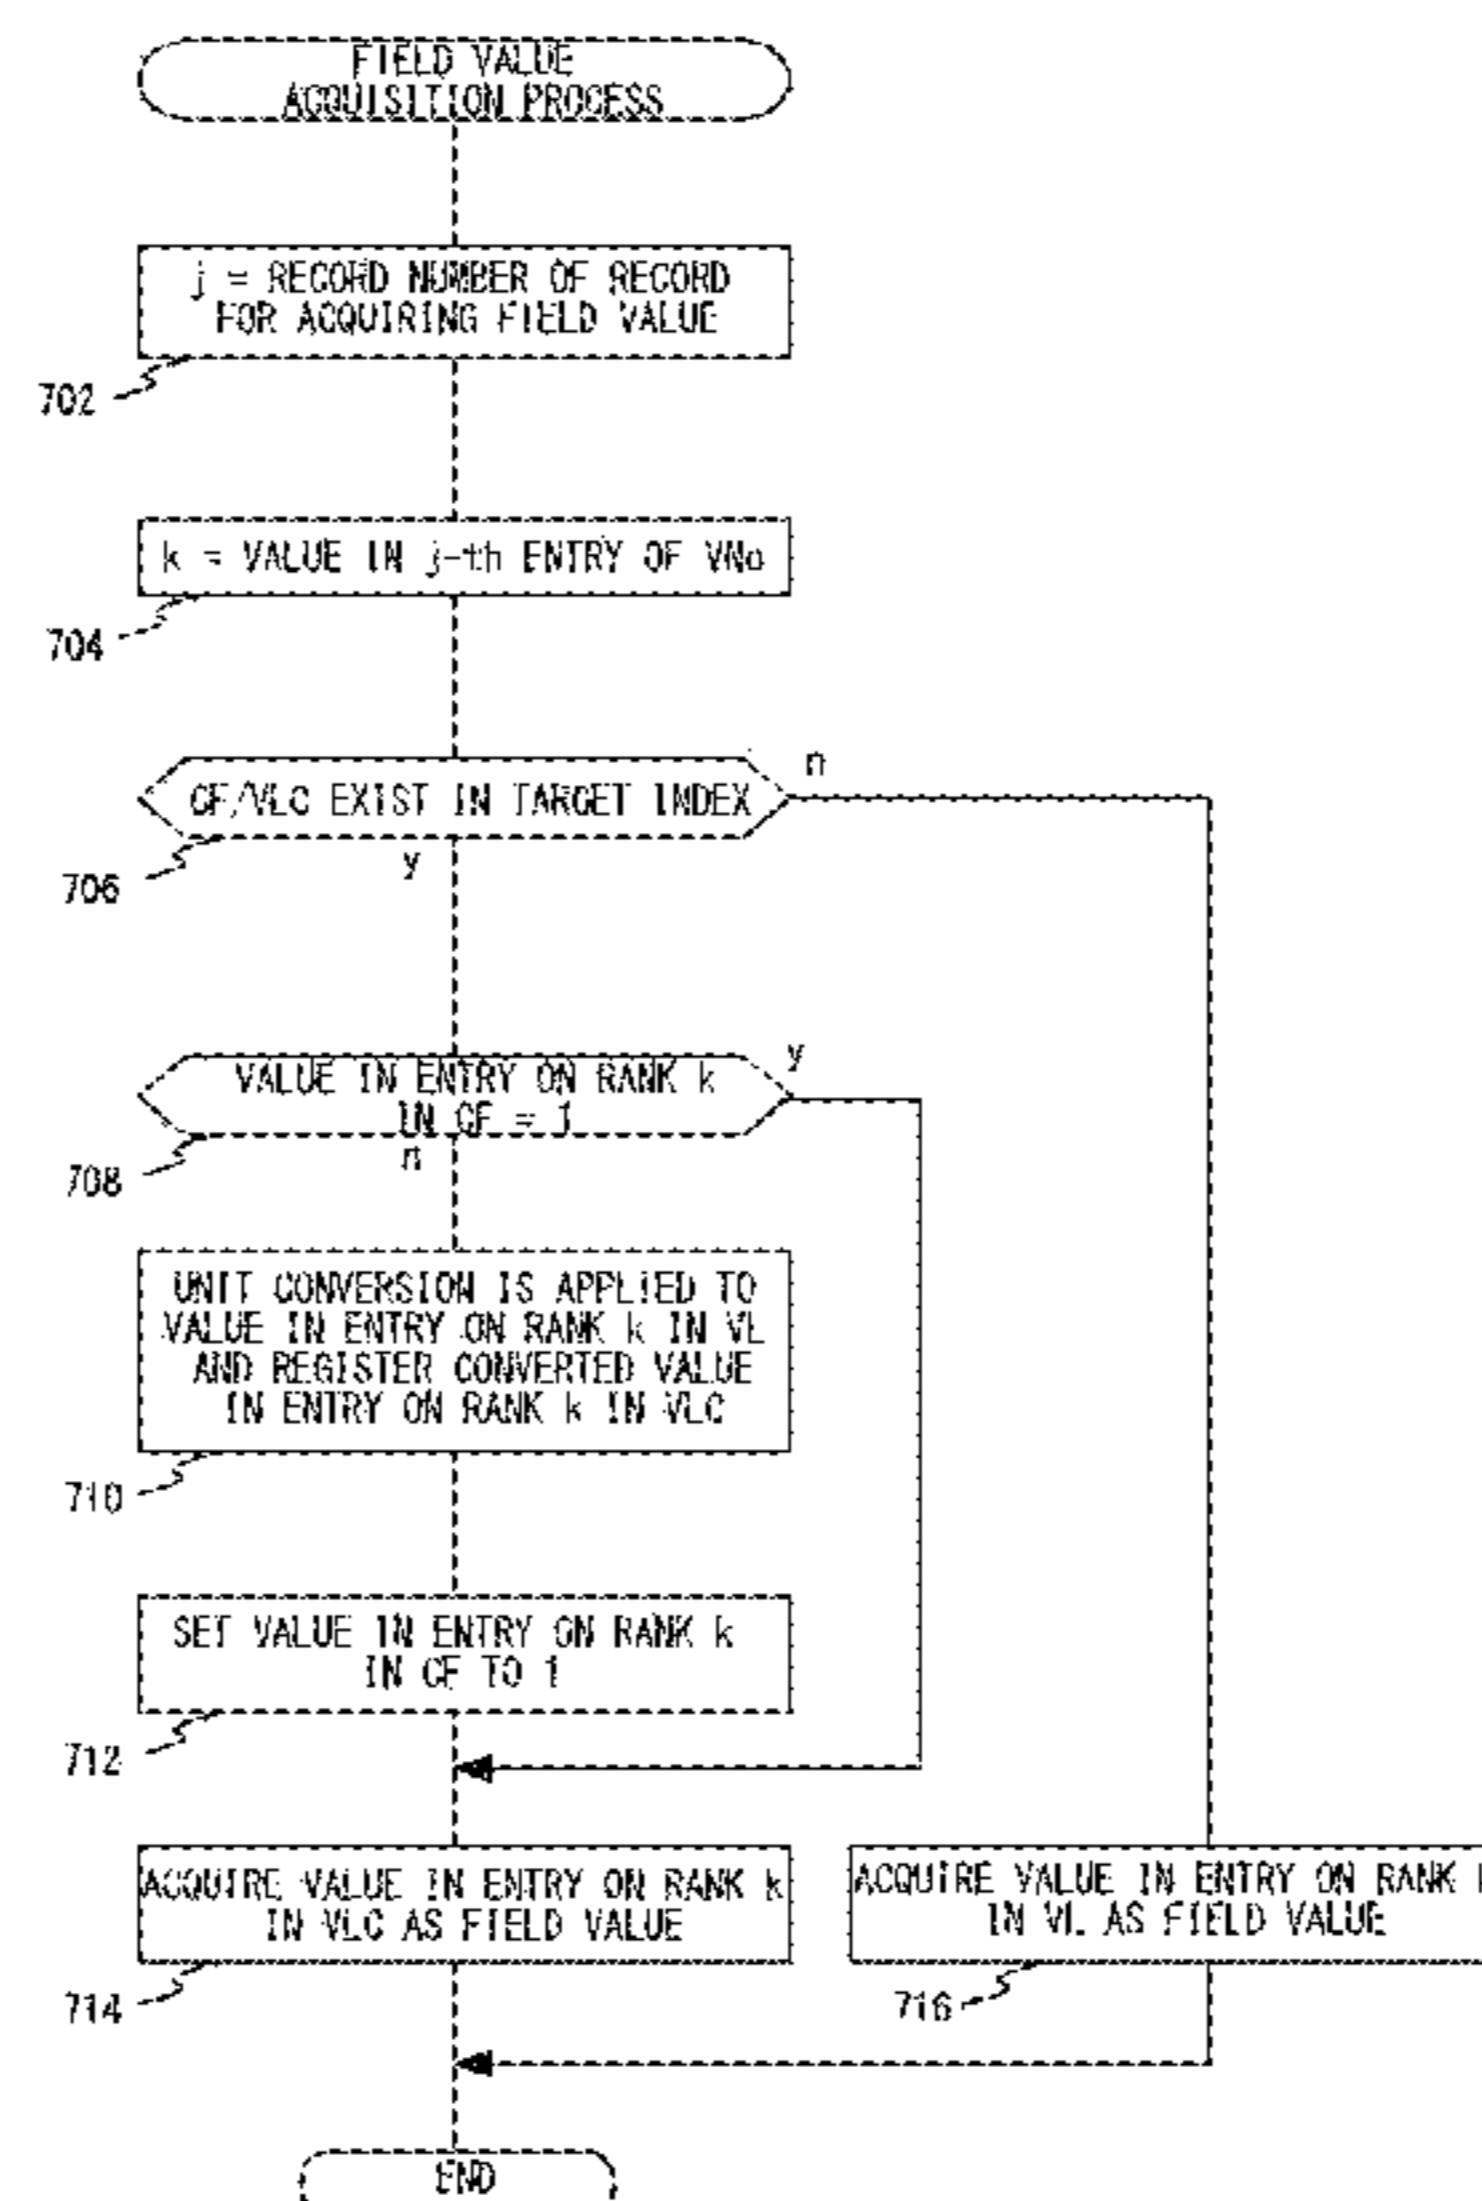 FIELD VALUE
ACQUISITION PROCESS
j = RECORD NUMBER OF RECORD
FOR ACQUIRING FIELD VALUE
702
k = VALUE IN j-th ENTRY OF VNo
704
CF/VLC EXIST IN TARGET INDEX
n
706
y
VALUE IN ENTRY ON RANK k
IN CF = 1
y
708
n
UNIT CONVERSION IS APPLIED TO
VALUE IN ENTRY ON RANK k IN VL
AND REGISTER CONVERTED VALUE
IN ENTRY ON RANK k IN VLC
710
SET VALUE IN ENTRY ON RANK k
IN CF TO 1
712
ACQUIRE VALUE IN ENTRY ON RANK k
IN VLC AS FIELD VALUE
714
ACQUIRE VALUE IN ENTRY ON RANK
IN VL AS FIELD VALUE
716
END